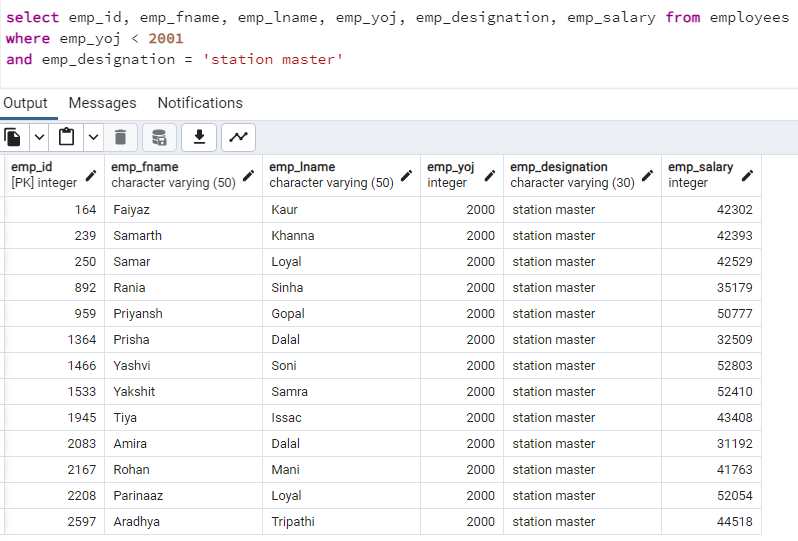 select emp_id, emp_fname, emp_lname, emp_yoj, emp_designation, emp_salary from employees
where emp_yoj < 2001
and emp_designation = 'station master'
Output Messages Notifications
emp_id emp_fname emp_lname emp_yoj emp_designation emp_salary
[PK] integer character varying (50) character varying (50) integer character varying (30) integer
164 Faiyaz Kaur 2000 station master 42302
239 Samarth Khanna 2000 station master 42393
250 Samar Loyal 2000 station master 42529
892 Rania Sinha 2000 station master 35179
959 Priyansh Gopal 2000 station master 50777
1364 Prisha Dalal 2000 station master 32509
1466 Yashvi Soni 2000 station master 52803
1533 Yakshit Samra 2000 station master 52410
1945 Tiya Issac 2000 station master 43408
2083 Amira Dalal 2000 station master 31192
2167 Rohan Mani 2000 station master 41763
2208 Parinaaz Loyal 2000 station master 52054
2597 Aradhya Tripathi 2000 station master 44518